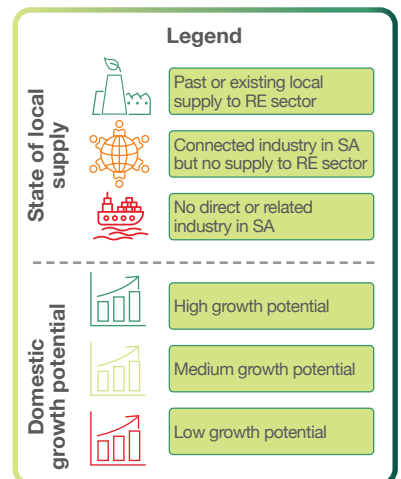 Legend
State of local
supply
Past or existing local
supply to RE sector
Connected industry in SA
but no supply to RE sector
No direct or related
industry in SA
Domestic
growth potential
High growth potential
Medium growth potential
Low growth potential